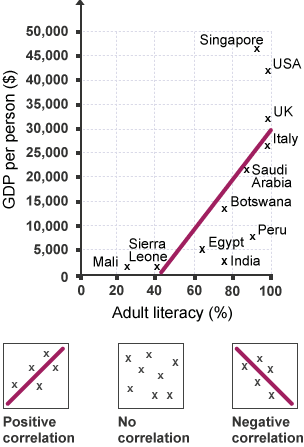 GDP per person ($)
50,000
45,000
40,000
35,000
30,000
25,000
20,000
15,000
10,000
5,000
0
0 20 40 60 80 100
Adult literacy (%)
Singapore
USA
UK
Italy
Saudi
Arabia
Botswana
Peru
Egypt
India
Sierra
Leone
Mali
Positive
correlation
No
correlation
Negative
correlation